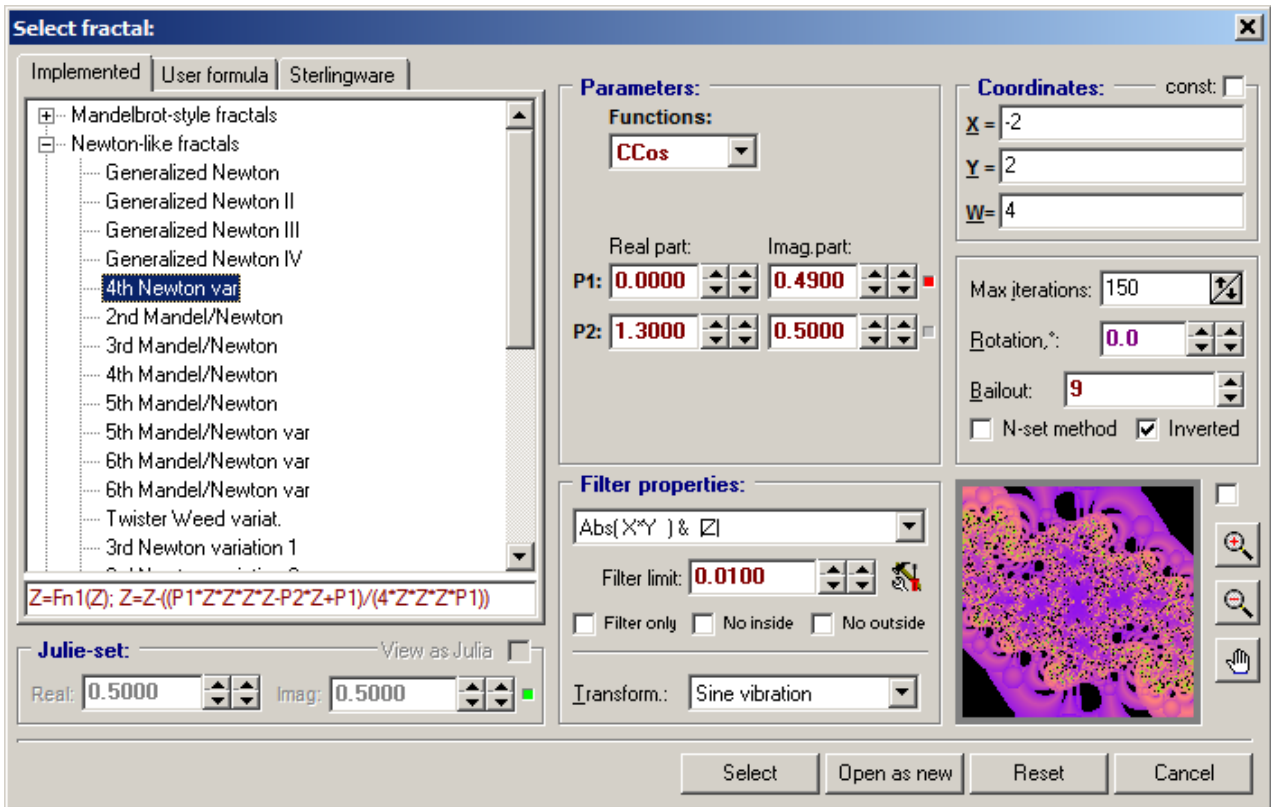 Select fractal:
Implemented User formula Sterlingware
Mandelbrot-style fractals
Newton-like fractals
Generalized Newton
Generalized Newton II
Generalized Newton III
Generalized Newton IV
4th Newton var
2nd Mandel/Newton
3rd Mandel/Newton
4th Mandel/Newton
5th Mandel/Newton
5th Mandel/Newton var
6th Mandel/Newton var
6th Mandel/Newton var
Twister Weed variat.
3rd Newton variation 1
Z=Fn1(Z); Z=Z-((P1*Z*Z*Z*Z-P2*Z+P1)/(4*Z*Z*Z*P1))
Julie-set: View as Julia
Real: 0.5000 Imag: 0.5000
Parameters:
Functions:
CCos
Real part: Imag.part:
P1: 0.0000 0.4900
P2: 1.3000 0.5000
Filter properties:
Abs( X*Y ) & |Z|
Filter limit: 0.0100
Filter only No inside No outside
Transform.: Sine vibration
Coordinates: const:
X = -2
Y = 2
W= 4
Max iterations: 150
Rotation,°: 0.0
Bailout: 9
N-set method Inverted
Select Open as new Reset Cancel